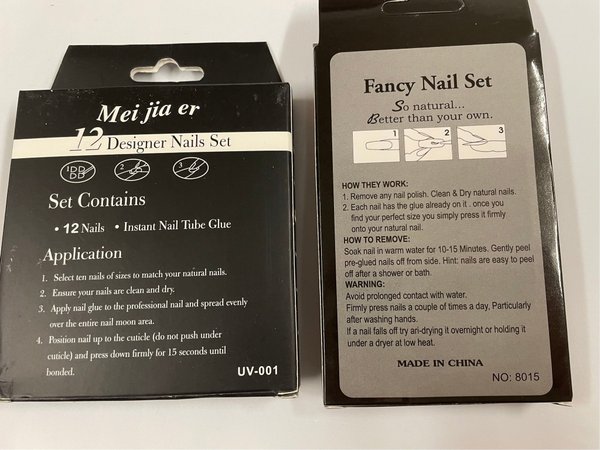 Mei jia er
12 Designer Nails Set
1 2 3
Set Contains
• 12 Nails • Instant Nail Tube Glue
Application
1. Select ten nails of sizes to match your natural nails.
2. Ensure your nails are clean and dry.
3. Apply nail glue to the professional nail and spread evenly
over the entire nail moon area.
4. Position nail up to the cuticle (do not push under
cuticle) and press down firmly for 15 seconds until
bonded.
UV-001
Fancy Nail Set
So natural...
Better than your own.
1 2 3
HOW THEY WORK:
1. Remove any nail polish. Clean & Dry natural nails.
2. Each nail has the glue already on it . once you
find your perfect size you simply press it firmly
onto your natural nail.
HOW TO REMOVE:
Soak nail in warm water for 10-15 Minutes. Gently peel
pre-glued nails off from side. Hint: nails are easy to peel
off after a shower or bath.
WARNING:
Avoid prolonged contact with water.
Firmly press nails a couple of times a day, Particularly
after washing hands.
If a nail falls off try ari-drying it overnight or holding it
under a dryer at low heat.
MADE IN CHINA
NO: 8015